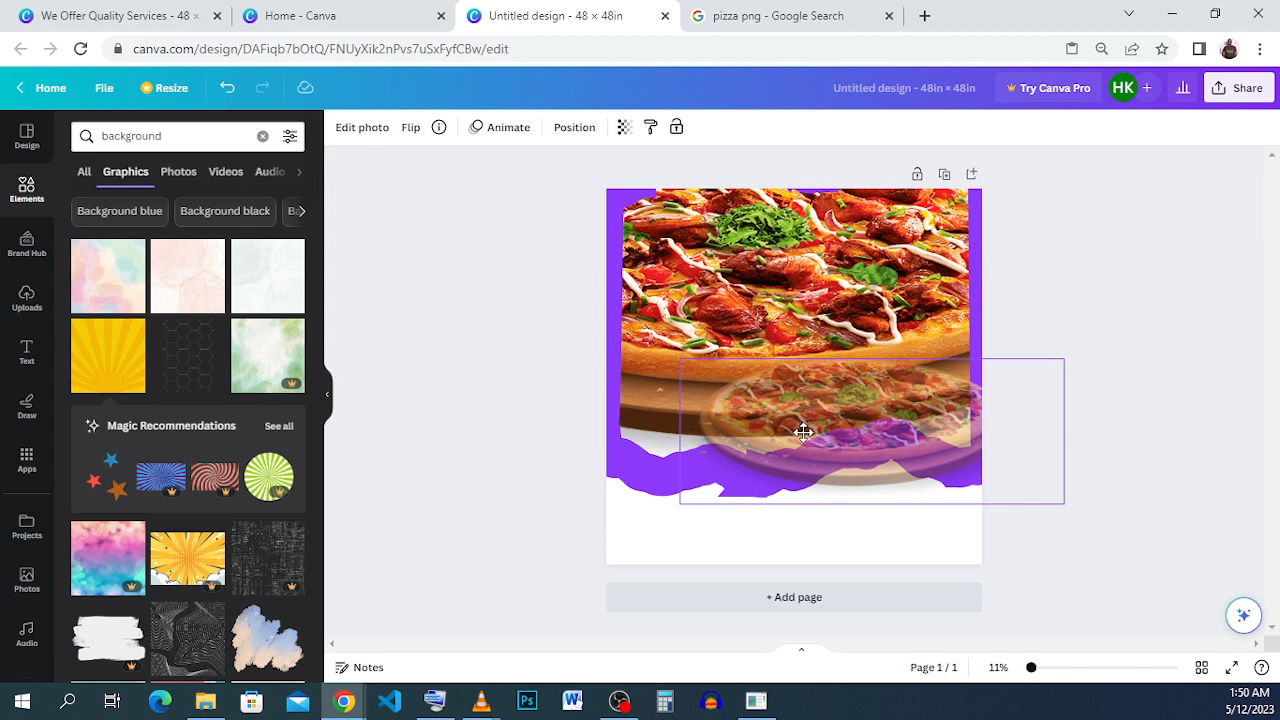 We Offer Quality Services - 48 ×
Home - Canva
Untitled design - 48 × 48in
pizza png - Google Search
canva.com/design/DAFiqb7bOtQ/FNUyXik2nPvs7uSxFyfCBw/edit
Home
File
Resize
Untitled design - 48in × 48in
Try Canva Pro
HK
Share
Design
Elements
Brand Hub
Uploads
Text
Draw
Apps
Projects
Photos
Audio
background
All
Graphics
Photos
Videos
Audio
Background blue
Background black
Ba
Magic Recommendations
See all
Edit photo
Flip
Animate
Position
+ Add page
Notes
Page 1 / 1
11%
1:50 AM
5/12/2023